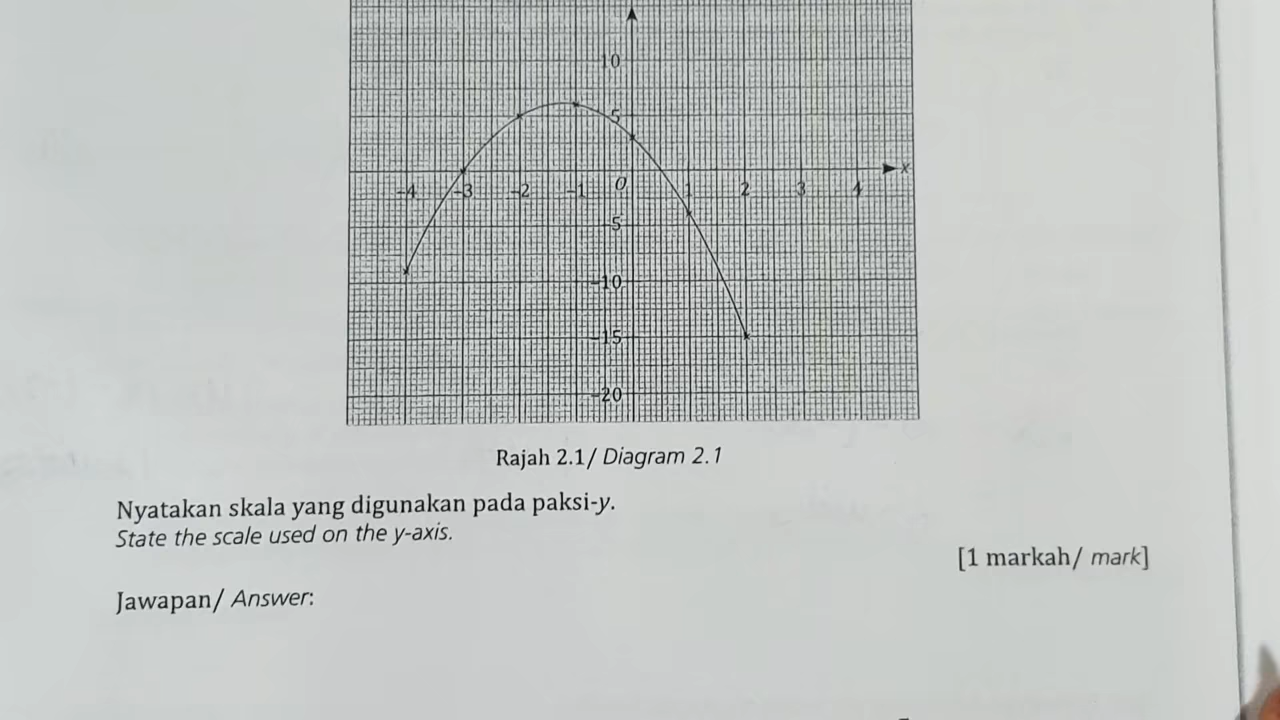 10
5
x
-4 -3 -2 -1 O 1 2 3 4
-5
-10
-15
-20
Rajah 2.1/ Diagram 2.1
Nyatakan skala yang digunakan pada paksi-y.
State the scale used on the y-axis.
[1 markah/ mark]
Jawapan/ Answer: